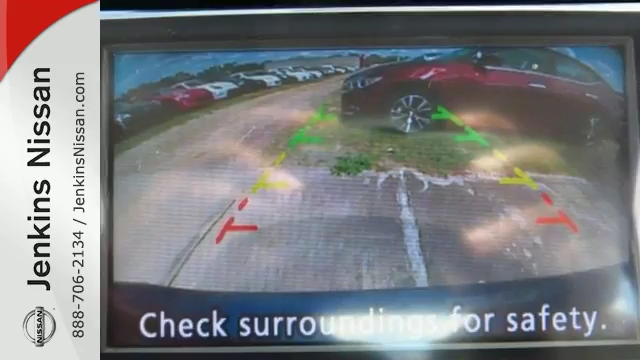 Jenkins Nissan
888-706-2134 / JenkinsNissan.com
NISSAN
Check surroundings for safety.